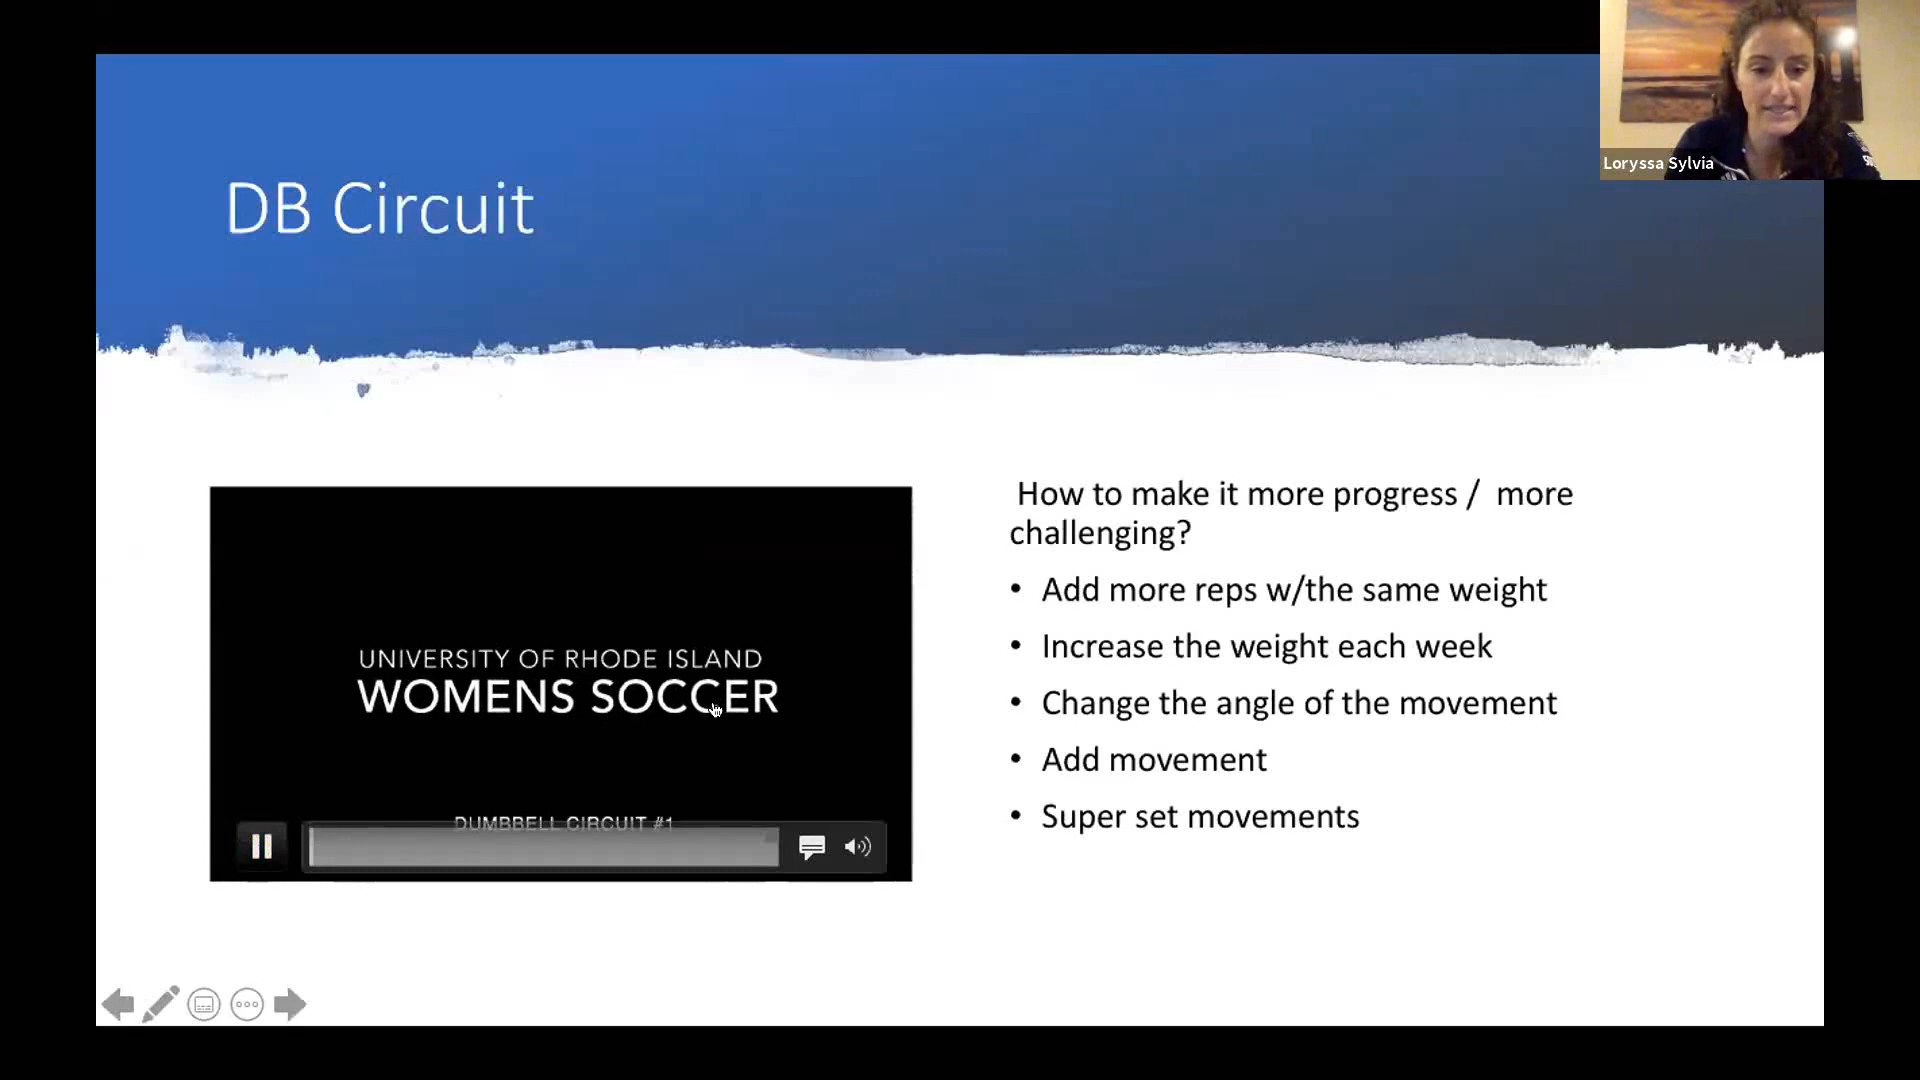 Loryssa Sylvia
DB Circuit
UNIVERSITY OF RHODE ISLAND
WOMENS SOCCER
DUMBBELL CIRCUIT #1
How to make it more progress / more
challenging?
• Add more reps w/the same weight
• Increase the weight each week
• Change the angle of the movement
• Add movement
• Super set movements